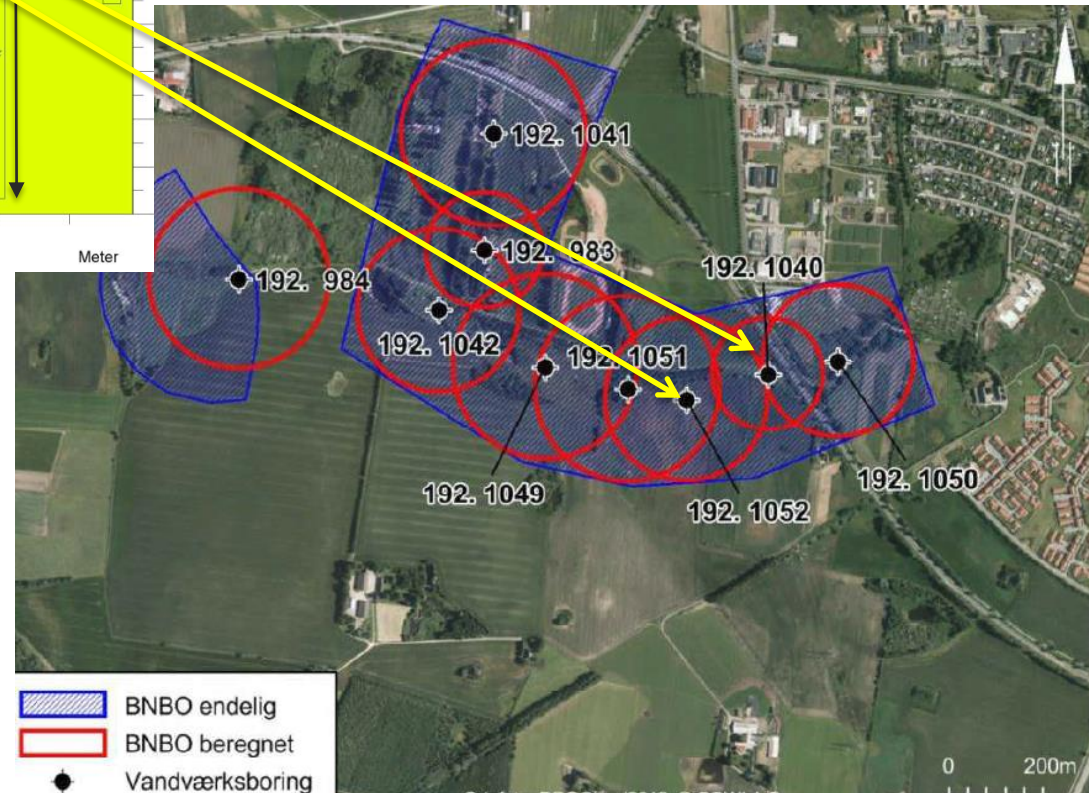 Meter
192. 1041
192. 983
192. 984
192. 1040
192. 1042
192. 1051
192. 1049
192. 1052
192. 1050
BNBO endelig
BNBO beregnet
Vandværksboring
0 200m